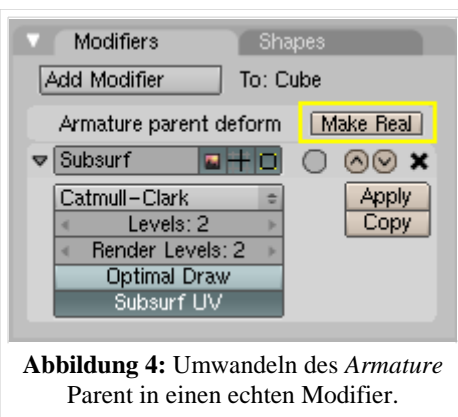 Modifiers Shapes
Add Modifier To: Cube
Armature parent deform Make Real
Subsurf
Catmull-Clark Apply
Levels: 2 Copy
Render Levels: 2
Optimal Draw
Subsurf UV
Abbildung 4: Umwandeln des Armature
Parent in einen echten Modifier.